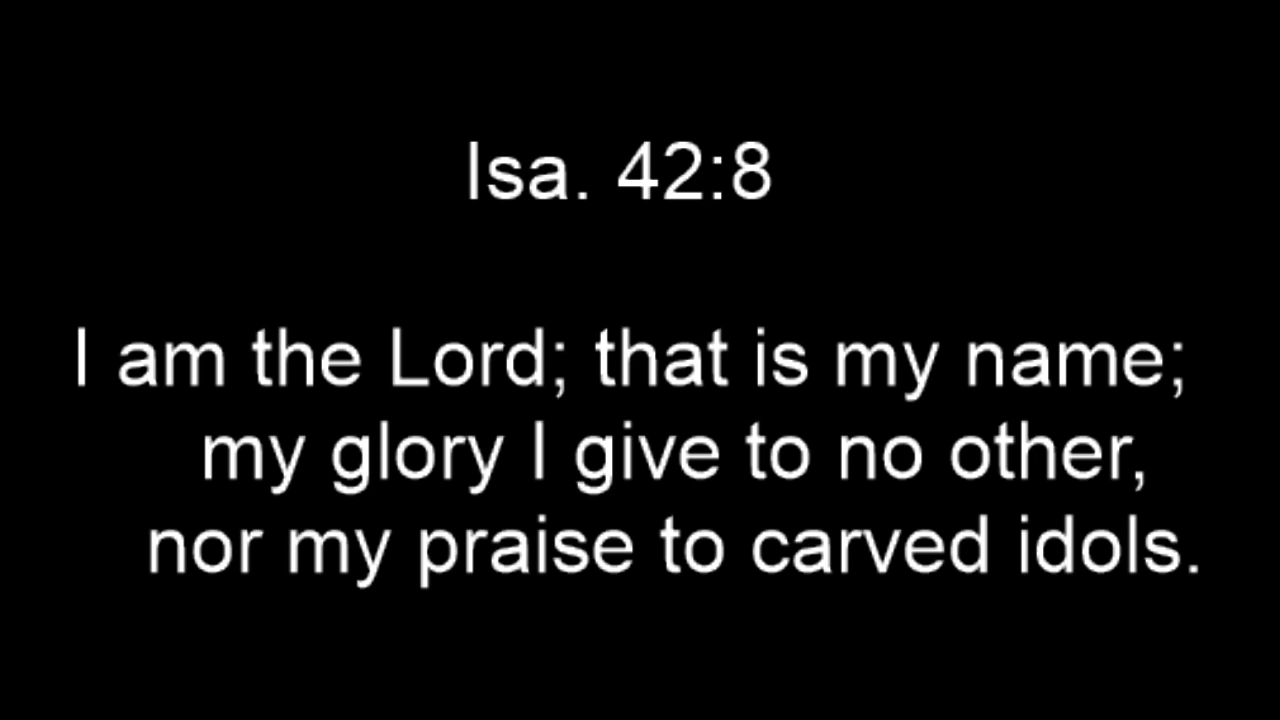 Isa. 42:8
I am the Lord; that is my name;
my glory I give to no other,
nor my praise to carved idols.